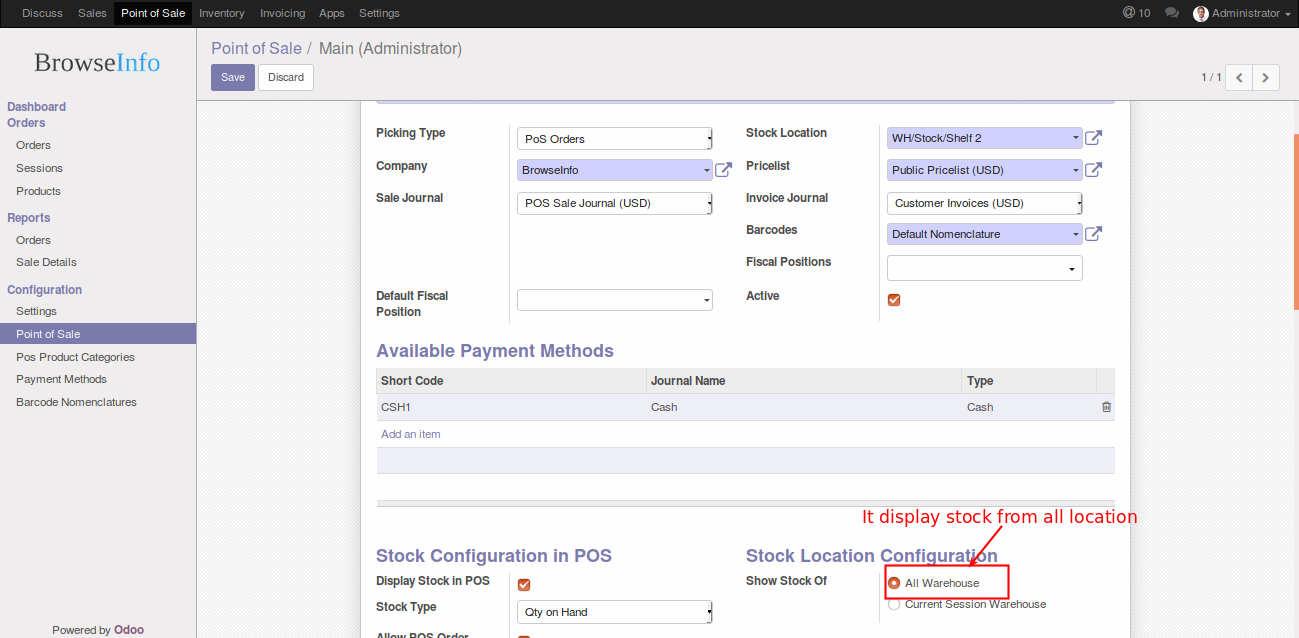 Discuss Sales Point of Sale Inventory Invoicing Apps Settings @ 10 Administrator
BrowseInfo
Point of Sale / Main (Administrator)
Save Discard 1 / 1
Dashboard
Orders
Orders
Sessions
Products
Reports
Orders
Sale Details
Configuration
Settings
Point of Sale
Pos Product Categories
Payment Methods
Barcode Nomenclatures
Powered by Odoo
Picking Type PoS Orders
Company BrowseInfo
Sale Journal POS Sale Journal (USD)
Default Fiscal
Position
Stock Location WH/Stock/Shelf 2
Pricelist Public Pricelist (USD)
Invoice Journal Customer Invoices (USD)
Barcodes Default Nomenclature
Fiscal Positions
Active
Available Payment Methods
Short Code Journal Name Type
CSH1 Cash Cash
Add an item
It display stock from all location
Stock Configuration in POS
Display Stock in POS
Stock Type Qty on Hand
Allow POS Order
Stock Location Configuration
Show Stock Of All Warehouse
Current Session Warehouse